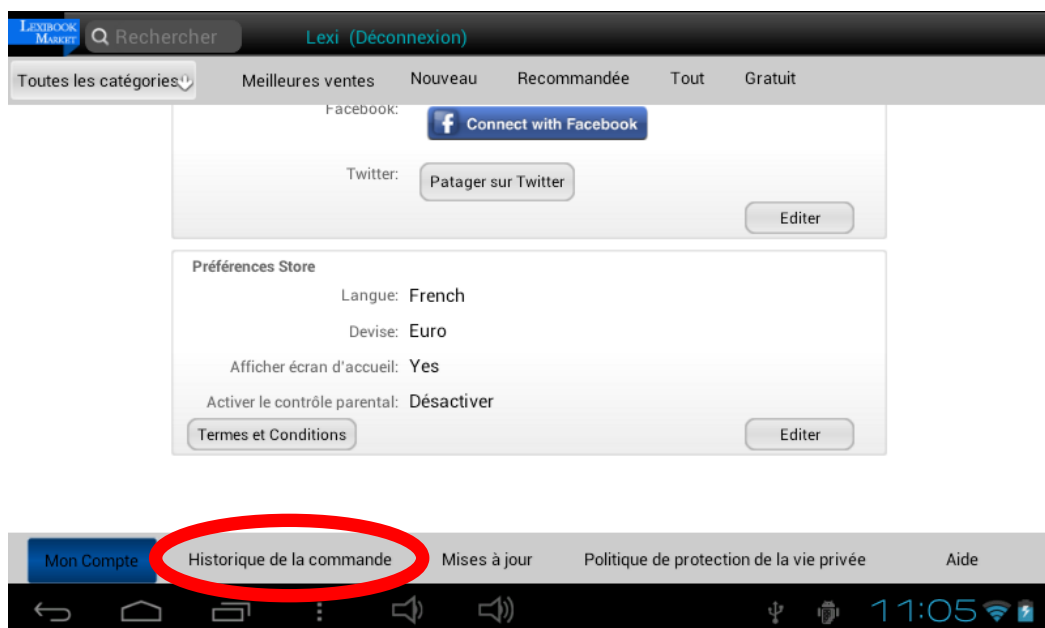 LEXIBOOK
MARKET
Rechercher
Lexi (Déconnexion)
Toutes les catégories
Meilleures ventes
Nouveau
Recommandée
Tout
Gratuit
Facebook:
f Connect with Facebook
Twitter:
Patager sur Twitter
Editer
Préférences Store
Langue: French
Devise: Euro
Afficher écran d'accueil: Yes
Activer le contrôle parental: Désactiver
Termes et Conditions
Editer
Mon Compte
Historique de la commande
Mises à jour
Politique de protection de la vie privée
Aide
11:05